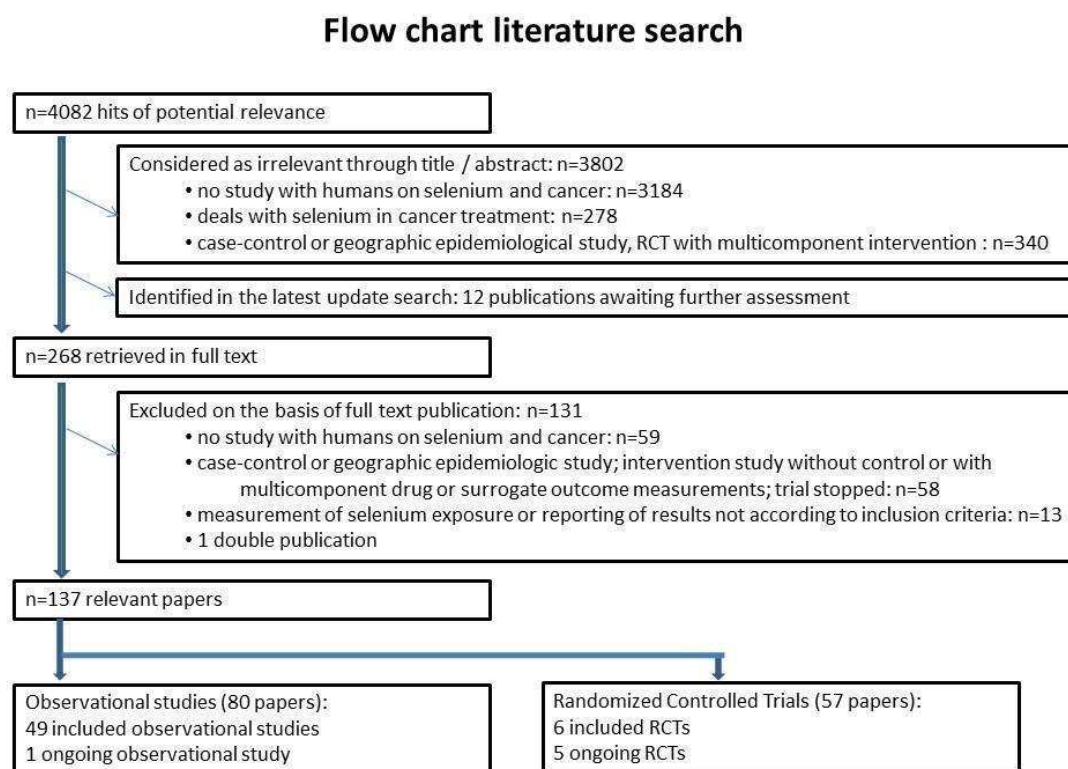 Flow chart literature search
n=4082 hits of potential relevance
Considered as irrelevant through title / abstract: n=3802
• no study with humans on selenium and cancer: n=3184
• deals with selenium in cancer treatment: n=278
• case-control or geographic epidemiological study, RCT with multicomponent intervention : n=340
Identified in the latest update search: 12 publications awaiting further assessment
n=268 retrieved in full text
Excluded on the basis of full text publication: n=131
• no study with humans on selenium and cancer: n=59
• case-control or geographic epidemiologic study; intervention study without control or with
multicomponent drug or surrogate outcome measurements; trial stopped: n=58
• measurement of selenium exposure or reporting of results not according to inclusion criteria: n=13
• 1 double publication
n=137 relevant papers
Observational studies (80 papers):
49 included observational studies
1 ongoing observational study
Randomized Controlled Trials (57 papers):
6 included RCTs
5 ongoing RCTs